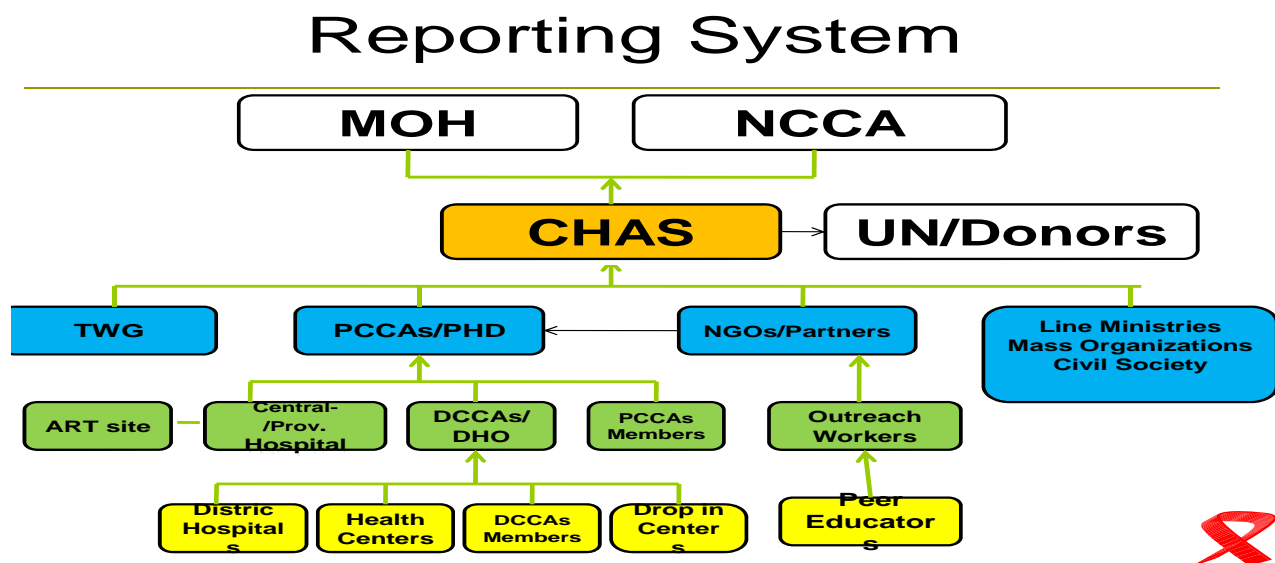 Reporting System
MOH
NCCA
CHAS
UN/Donors
TWG
PCCAs/PHD
NGOs/Partners
Line Ministries
Mass Organizations
Civil Society
ART site
Central-
/Prov.
Hospital
DCCAs/
DHO
PCCAs
Members
Outreach
Workers
Distric
Hospital
s
Health
Centers
DCCAs
Members
Drop in
Center
s
Peer
Educator
s